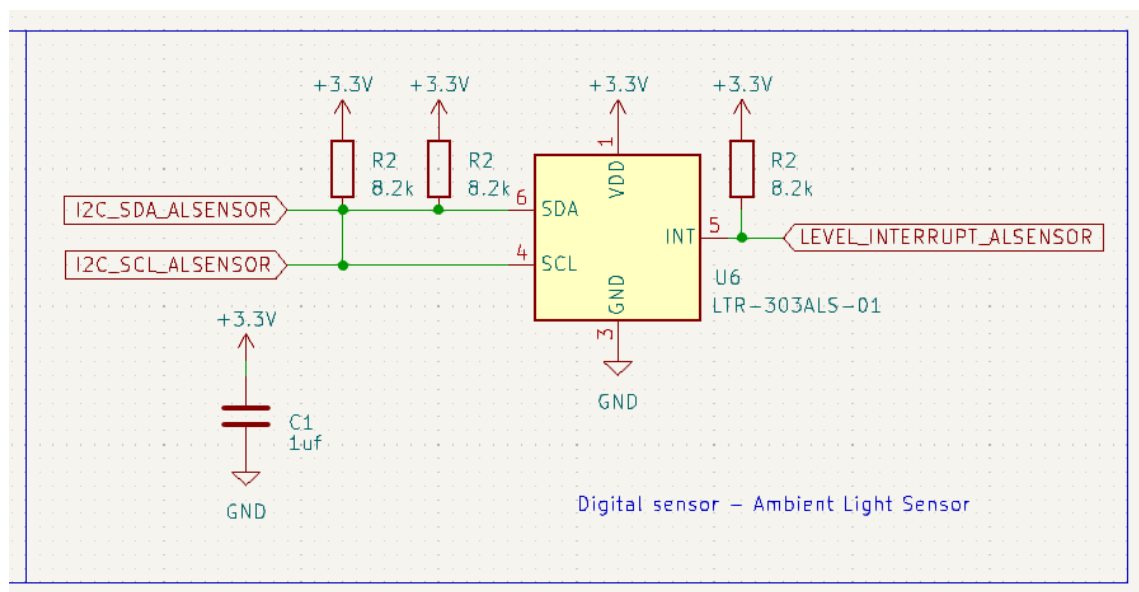 +3.3V +3.3V +3.3V +3.3V
R2 R2 1 R2
8.2k 8.2k VDD 8.2k
I2C_SDA_ALSENSOR 6 SDA
INT 5 LEVEL_INTERRUPT_ALSENSOR
I2C_SCL_ALSENSOR 4 SCL
GND U6
LTR-303ALS-01
+3.3V 3
GND
C1
1uf
GND
Digital sensor - Ambient Light Sensor